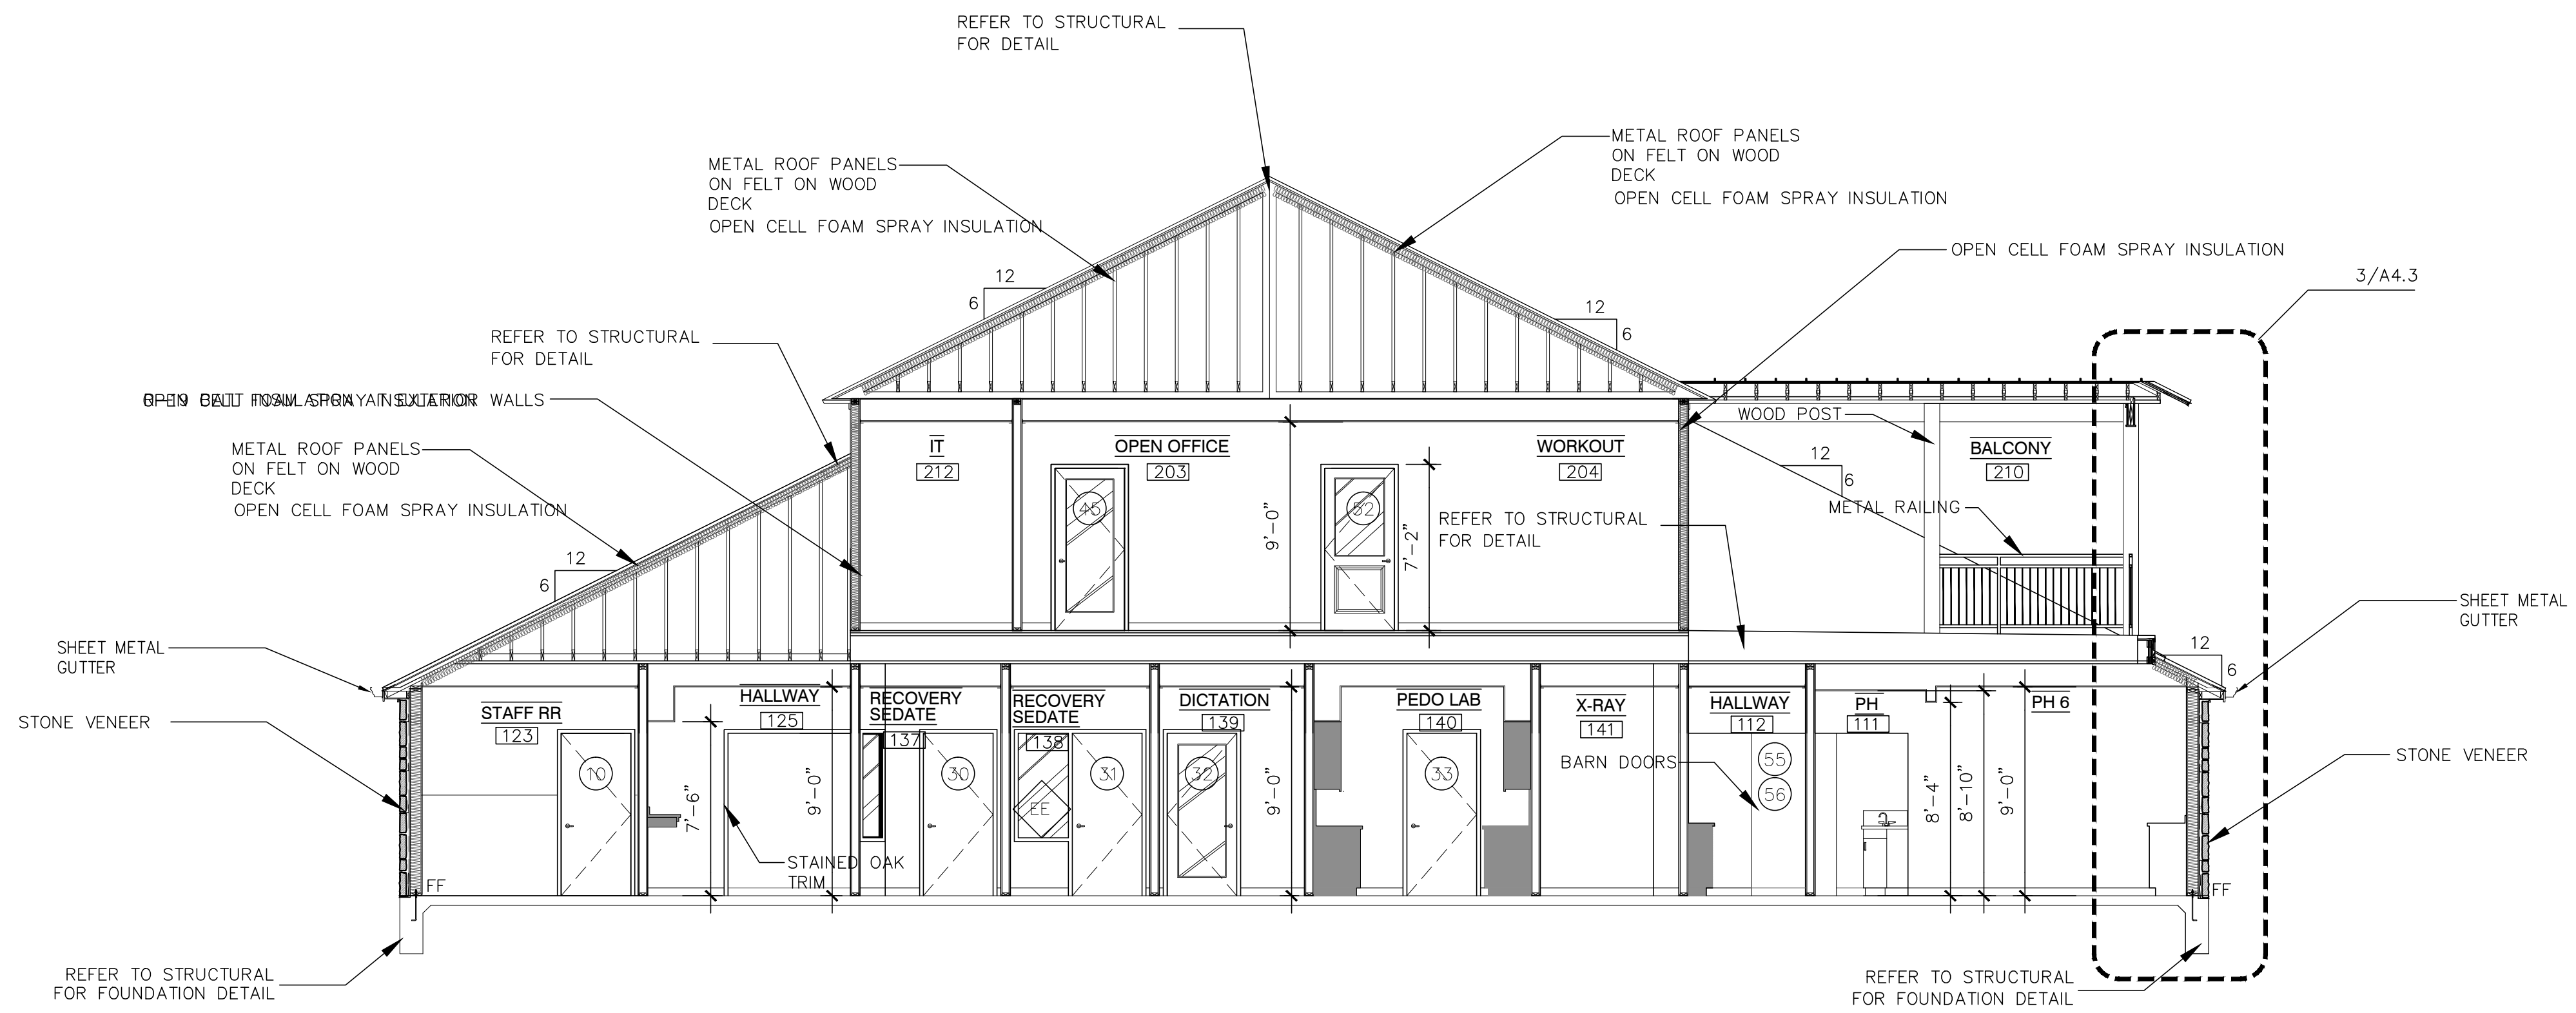 REFER TO STRUCTURAL
FOR DETAIL
METAL ROOF PANELS
ON FELT ON WOOD
DECK
OPEN CELL FOAM SPRAY INSULATION
METAL ROOF PANELS
ON FELT ON WOOD
DECK
OPEN CELL FOAM SPRAY INSULATION
OPEN CELL FOAM SPRAY INSULATION
3/A4.3
12
6
12
6
REFER TO STRUCTURAL
FOR DETAIL
WALLS
METAL ROOF PANELS
ON FELT ON WOOD
DECK
OPEN CELL FOAM SPRAY INSULATION
12
6
IT
212
OPEN OFFICE
203
WORKOUT
204
WOOD POST
BALCONY
210
12
6
METAL RAILING
45
52
9'-0"
7'-2"
REFER TO STRUCTURAL
FOR DETAIL
SHEET METAL
GUTTER
SHEET METAL
GUTTER
12
6
STONE VENEER
STAFF RR
123
HALLWAY
125
RECOVERY
SEDATE
137
RECOVERY
SEDATE
138
DICTATION
139
PEDO LAB
140
X-RAY
141
HALLWAY
112
PH
111
PH 6
STONE VENEER
BARN DOORS
10
30
31
32
33
55
56
EE
7'-6"
9'-0"
9'-0"
8'-4"
8'-10"
9'-0"
STAINED OAK
TRIM
FF
FF
REFER TO STRUCTURAL
FOR FOUNDATION DETAIL
REFER TO STRUCTURAL
FOR FOUNDATION DETAIL